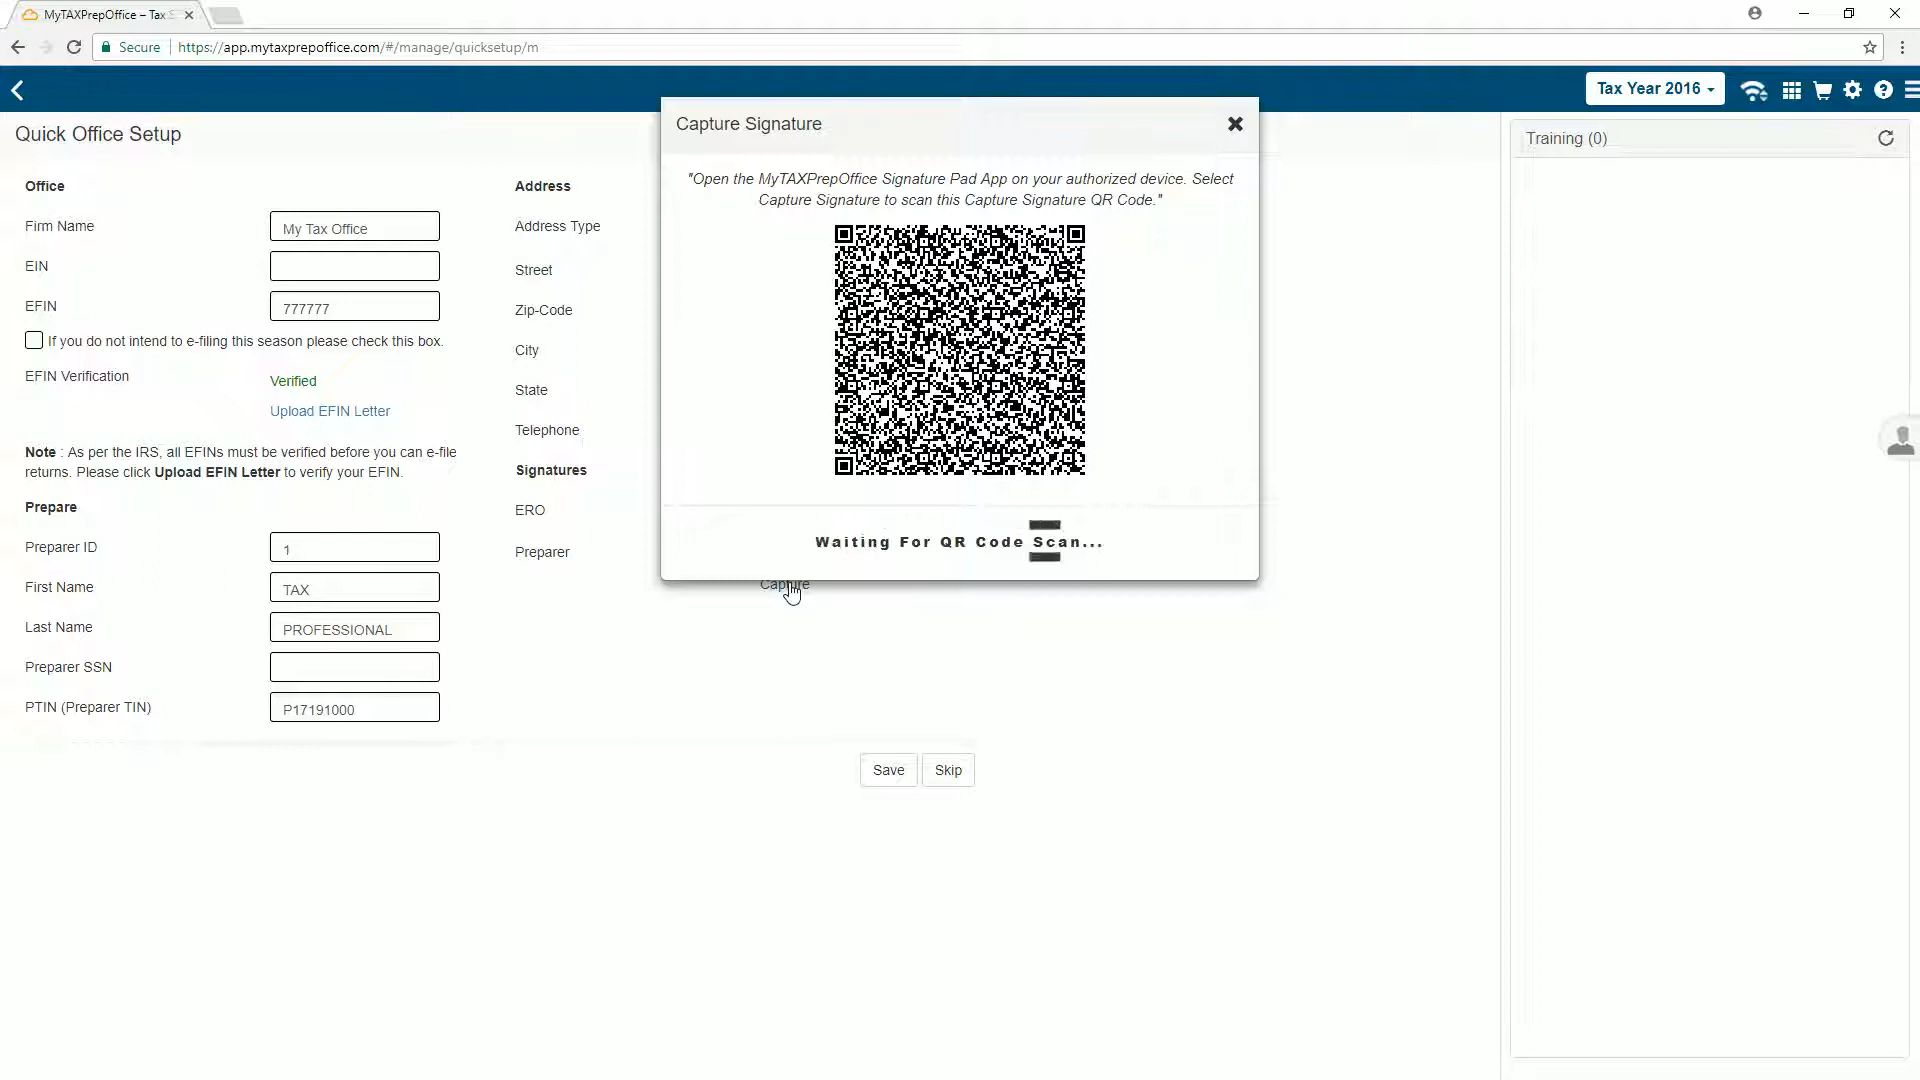 MyTAXPrepOffice – Tax S
Secure
https://app.mytaxprepoffice.com/#/manage/quicksetup/m
Tax Year 2016
Quick Office Setup
Office
Firm Name
My Tax Office
EIN
EFIN
777777
If you do not intend to e-filing this season please check this box.
EFIN Verification
Verified
Upload EFIN Letter
Note : As per the IRS, all EFINs must be verified before you can e-file
returns. Please click Upload EFIN Letter to verify your EFIN.
Prepare
Preparer ID
1
First Name
TAX
Last Name
PROFESSIONAL
Preparer SSN
PTIN (Preparer TIN)
P17191000
Address
Address Type
Street
Zip-Code
City
State
Telephone
Signatures
ERO
Preparer
Capture
Capture Signature
"Open the MyTAXPrepOffice Signature Pad App on your authorized device. Select
Capture Signature to scan this Capture Signature QR Code."
Waiting For QR Code Scan...
Save
Skip
Training (0)